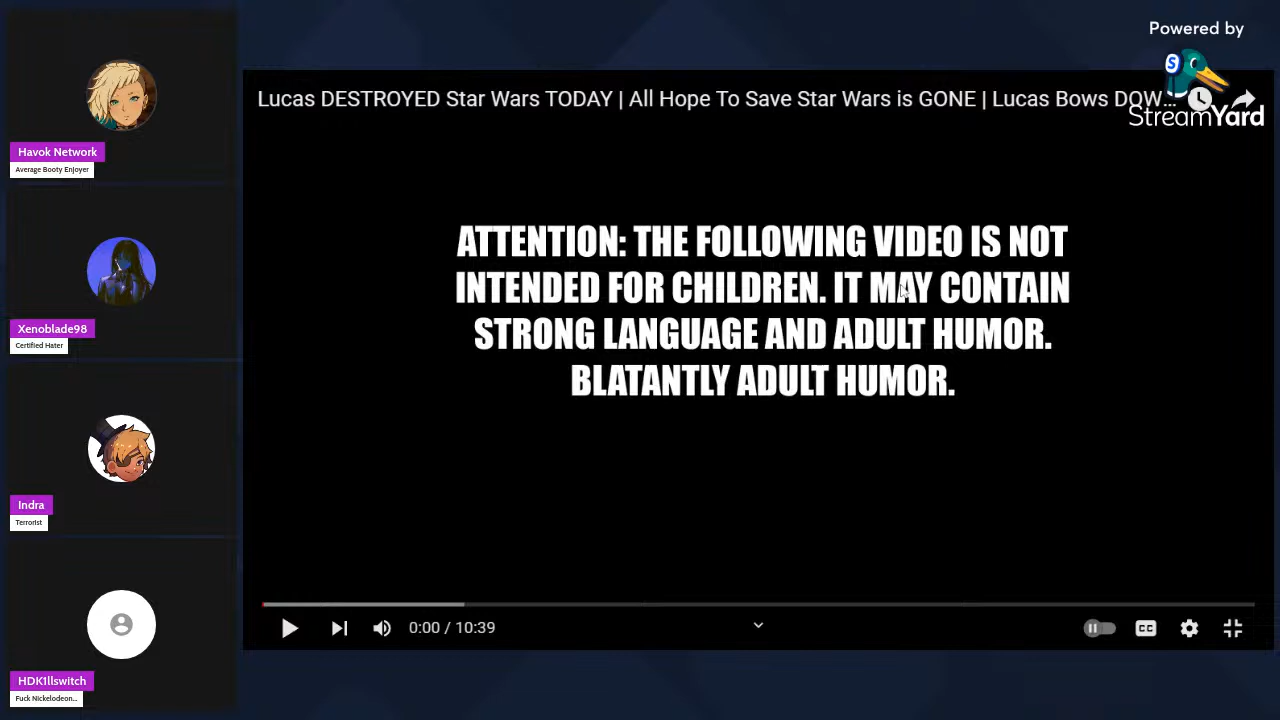 Powered by
StreamYard
Havok Network
Average Booty Enjoyer
Xenoblade98
Certified Hater
Indra
Terrorist
HDK1llswitch
Fuck Nickelodeon...
Lucas DESTROYED Star Wars TODAY | All Hope To Save Star Wars is GONE | Lucas Bows DOW...
ATTENTION: THE FOLLOWING VIDEO IS NOT
INTENDED FOR CHILDREN. IT MAY CONTAIN
STRONG LANGUAGE AND ADULT HUMOR.
BLATANTLY ADULT HUMOR.
0:00 / 10:39
CC
S